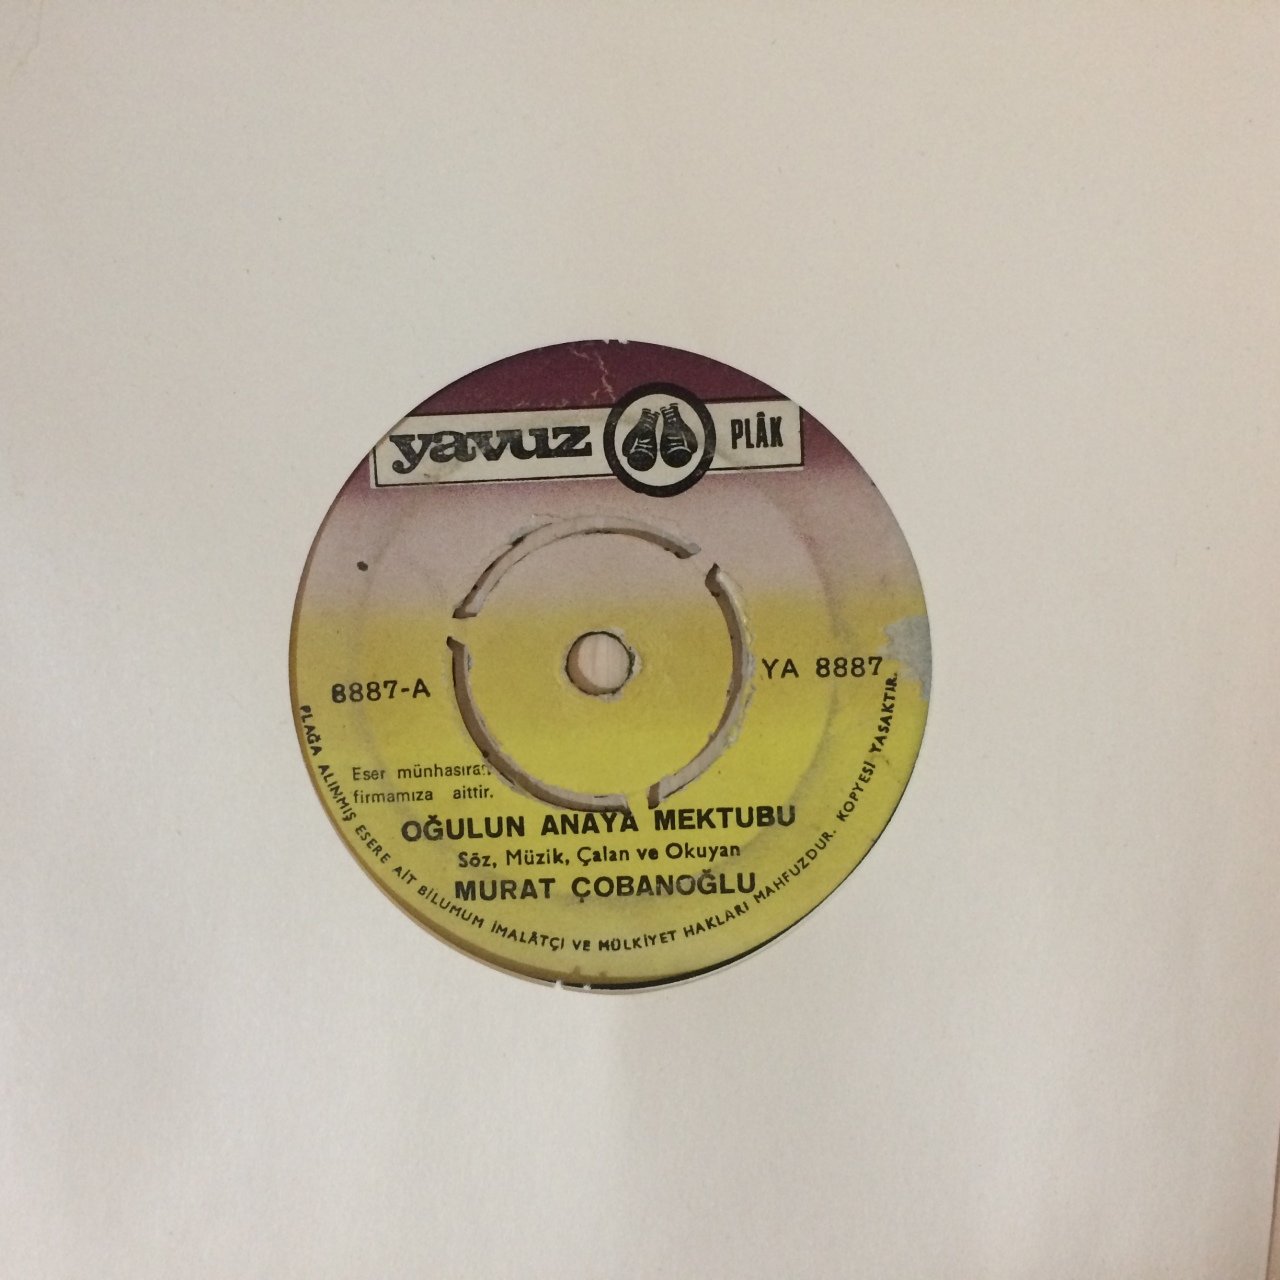 yavuz PLÂK
8887-A
YA 8887
Eser münhasıran
firmamıza aittir.
OĞULUN ANAYA MEKTUBU
Söz, Müzik, Çalan ve Okuyan
MURAT ÇOBANOĞLU
PLAĞA ALINMIŞ ESERE AİT BİLUMUM İMALÂTÇI VE MÜLKİYET HAKLARI MAHFUZDUR. KOPYESİ YASAKTIR.